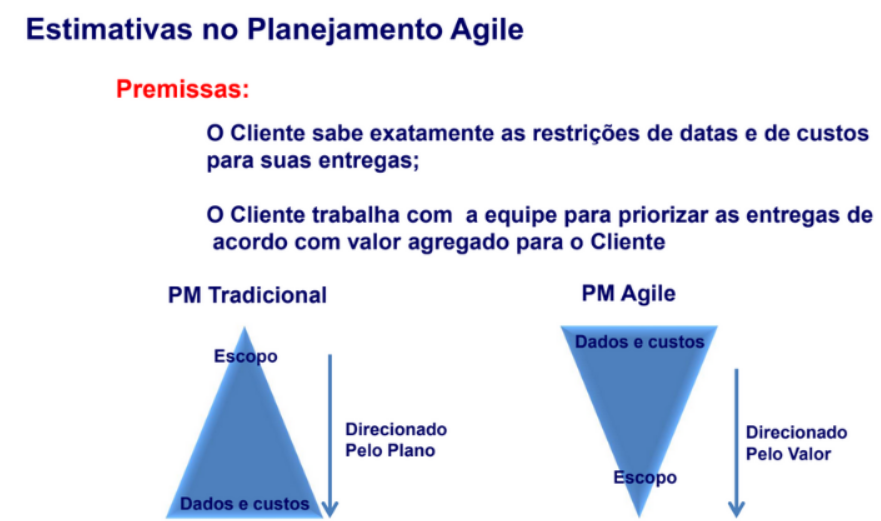 Estimativas no Planejamento Agile
Premissas:
O Cliente sabe exatamente as restrições de datas e de custos
para suas entregas;
O Cliente trabalha com a equipe para priorizar as entregas de
acordo com valor agregado para o Cliente
PM Tradicional
Escopo
Direcionado
Pelo Plano
Dados e custos
PM Agile
Dados e custos
Direcionado
Pelo Valor
Escopo